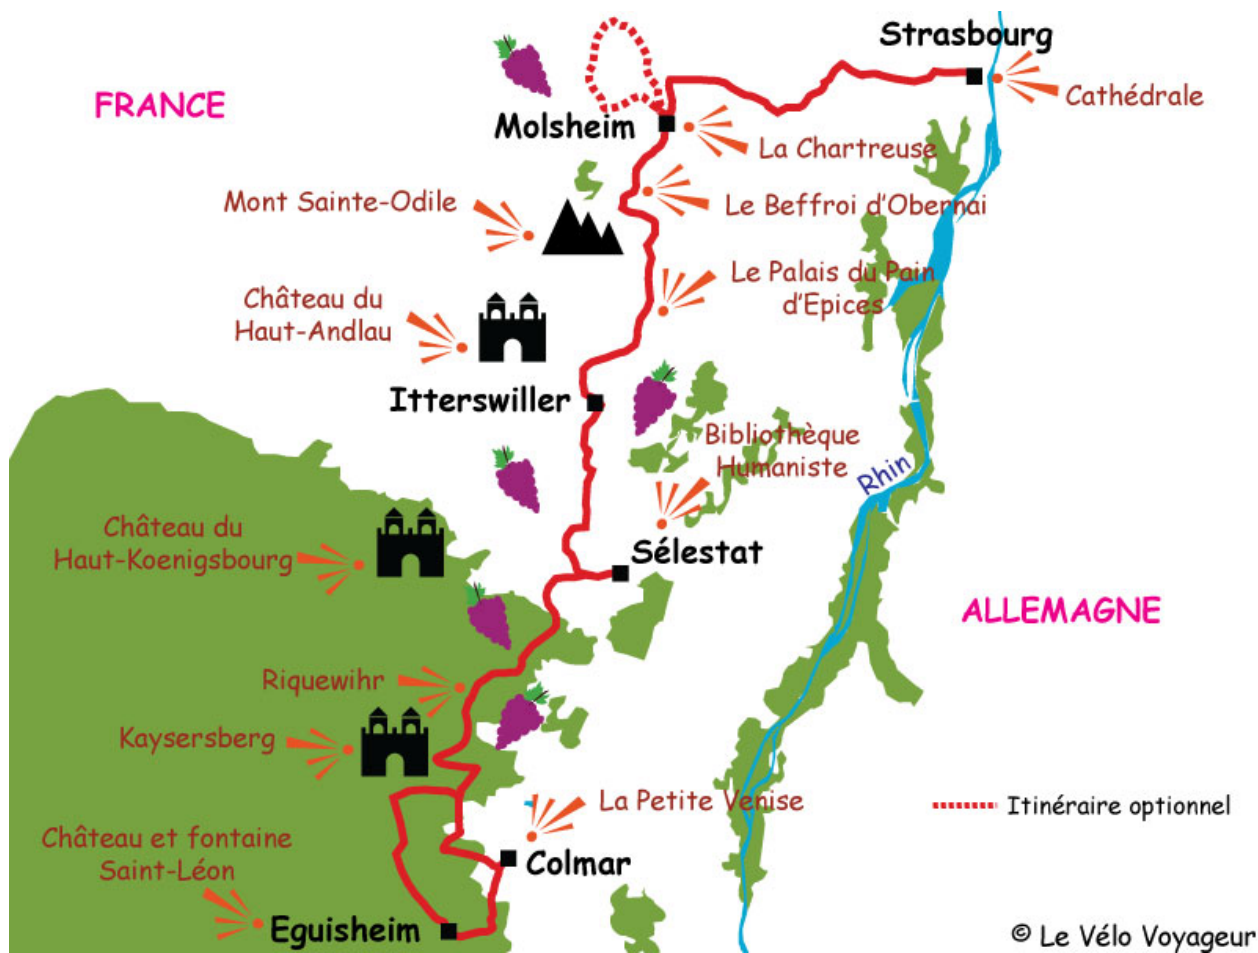 Strasbourg
Cathédrale
FRANCE
Molsheim
La Chartreuse
Mont Sainte-Odile
Le Beffroi d'Obernai
Le Palais du Pain
d'Epices
Château du
Haut-Andlau
Itterswiller
Bibliothèque
Humaniste
Rhin
Château du
Haut-Koenigsbourg
Sélestat
ALLEMAGNE
Riquewihr
Kaysersberg
La Petite Venise
Itinéraire optionnel
Château et fontaine
Saint-Léon
Colmar
Eguisheim
© Le Vélo Voyageur